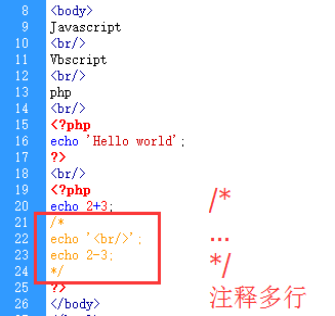 8 <body>
9 Javascript
10 <br/>
11 Vbscript
12 <br/>
13 php
14 <br/>
15 <?php
16 echo 'Hello world';
17 ?>
18 <br/>
19 <?php
20 echo 2+3;
21 /*
22 echo '<br/>';
23 echo 2-3;
24 */
25 ?>
26 </body>
/*
...
*/
注释多行